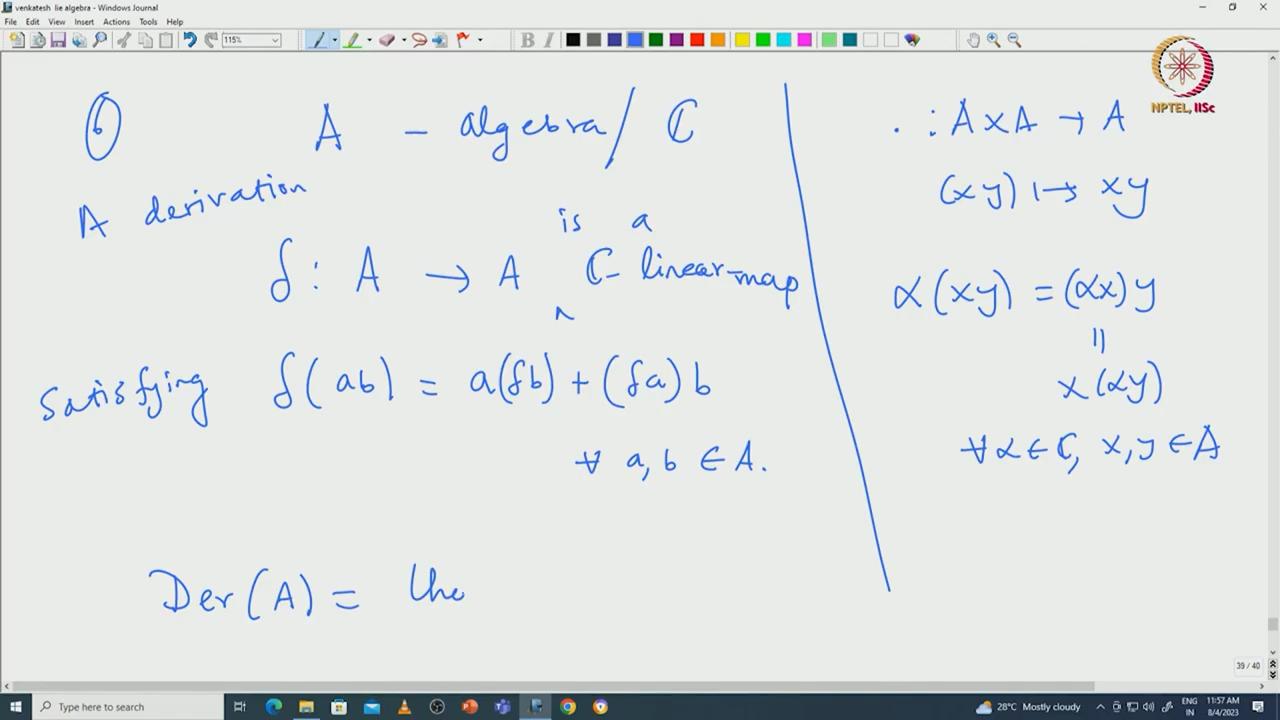 venkatesh lie algebra - Windows Journal
File Edit View Insert Actions Tools Help
115%
B I
NPTEL, IISc
⑥ A - algebra / ℂ
A derivation
is a
δ : A → A ℂ- linear-map
Satisfying δ(ab) = a(δb) + (δa)b
∀ a, b ∈ A.
Der(A) = the
· : A x A → A
(x y) ↦ xy
α(xy) = (αx)y
||
x(αy)
∀ α ∈ ℂ, x, y ∈ A
39 / 40
Type here to search
28°C Mostly cloudy
ENG
IN
11:57 AM
8/4/2023